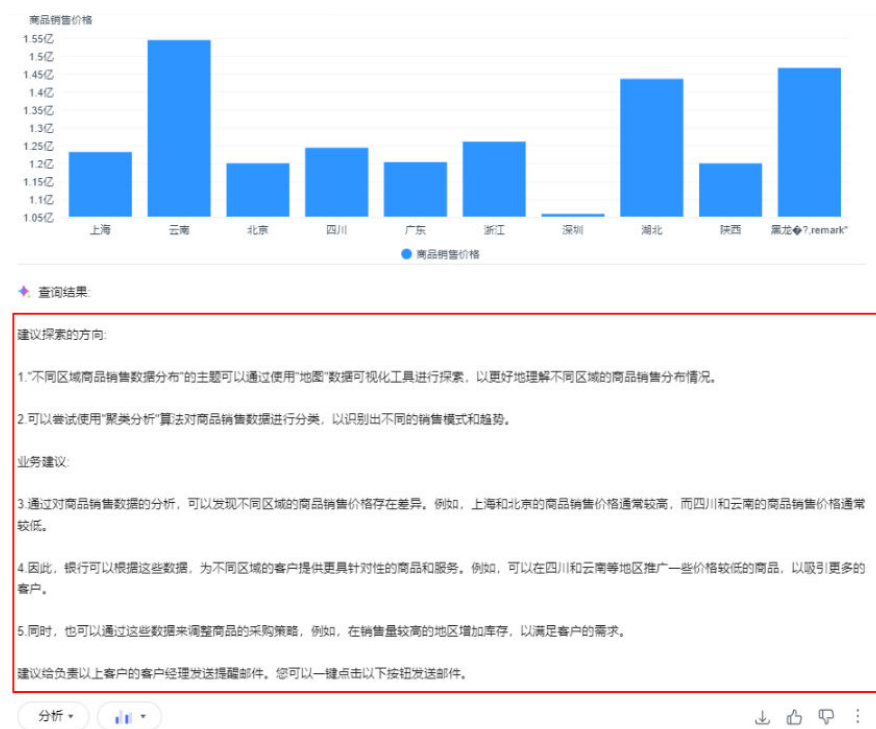 商品销售价格
1.55亿
1.5亿
1.45亿
1.4亿
1.35亿
1.3亿
1.25亿
1.2亿
1.15亿
1.1亿
1.05亿
上海 云南 北京 四川 广东 浙江 深圳 湖北 陕西 黑龙�?,remark"
商品销售价格
查询结果:
建议探索的方向:
1."不同区域商品销售数据分布"的主题可以通过使用"地图"数据可视化工具进行探索，以更好地理解不同区域的商品销售分布情况。
2.可以尝试使用"聚类分析"算法对商品销售数据进行分类，以识别出不同的销售模式和趋势。
业务建议:
3.通过对商品销售数据的分析，可以发现不同区域的商品销售价格存在差异。例如，上海和北京的商品销售价格通常较高，而四川和云南的商品销售价格通常
较低。
4.因此，银行可以根据这些数据，为不同区域的客户提供更具针对性的商品和服务。例如，可以在四川和云南等地区推广一些价格较低的商品，以吸引更多的
客户。
5.同时，也可以通过这些数据来调整商品的采购策略，例如，在销售量较高的地区增加库存，以满足客户的需求。
建议给负责以上客户的客户经理发送提醒邮件。您可以一键点击以下按钮发送邮件。
分析